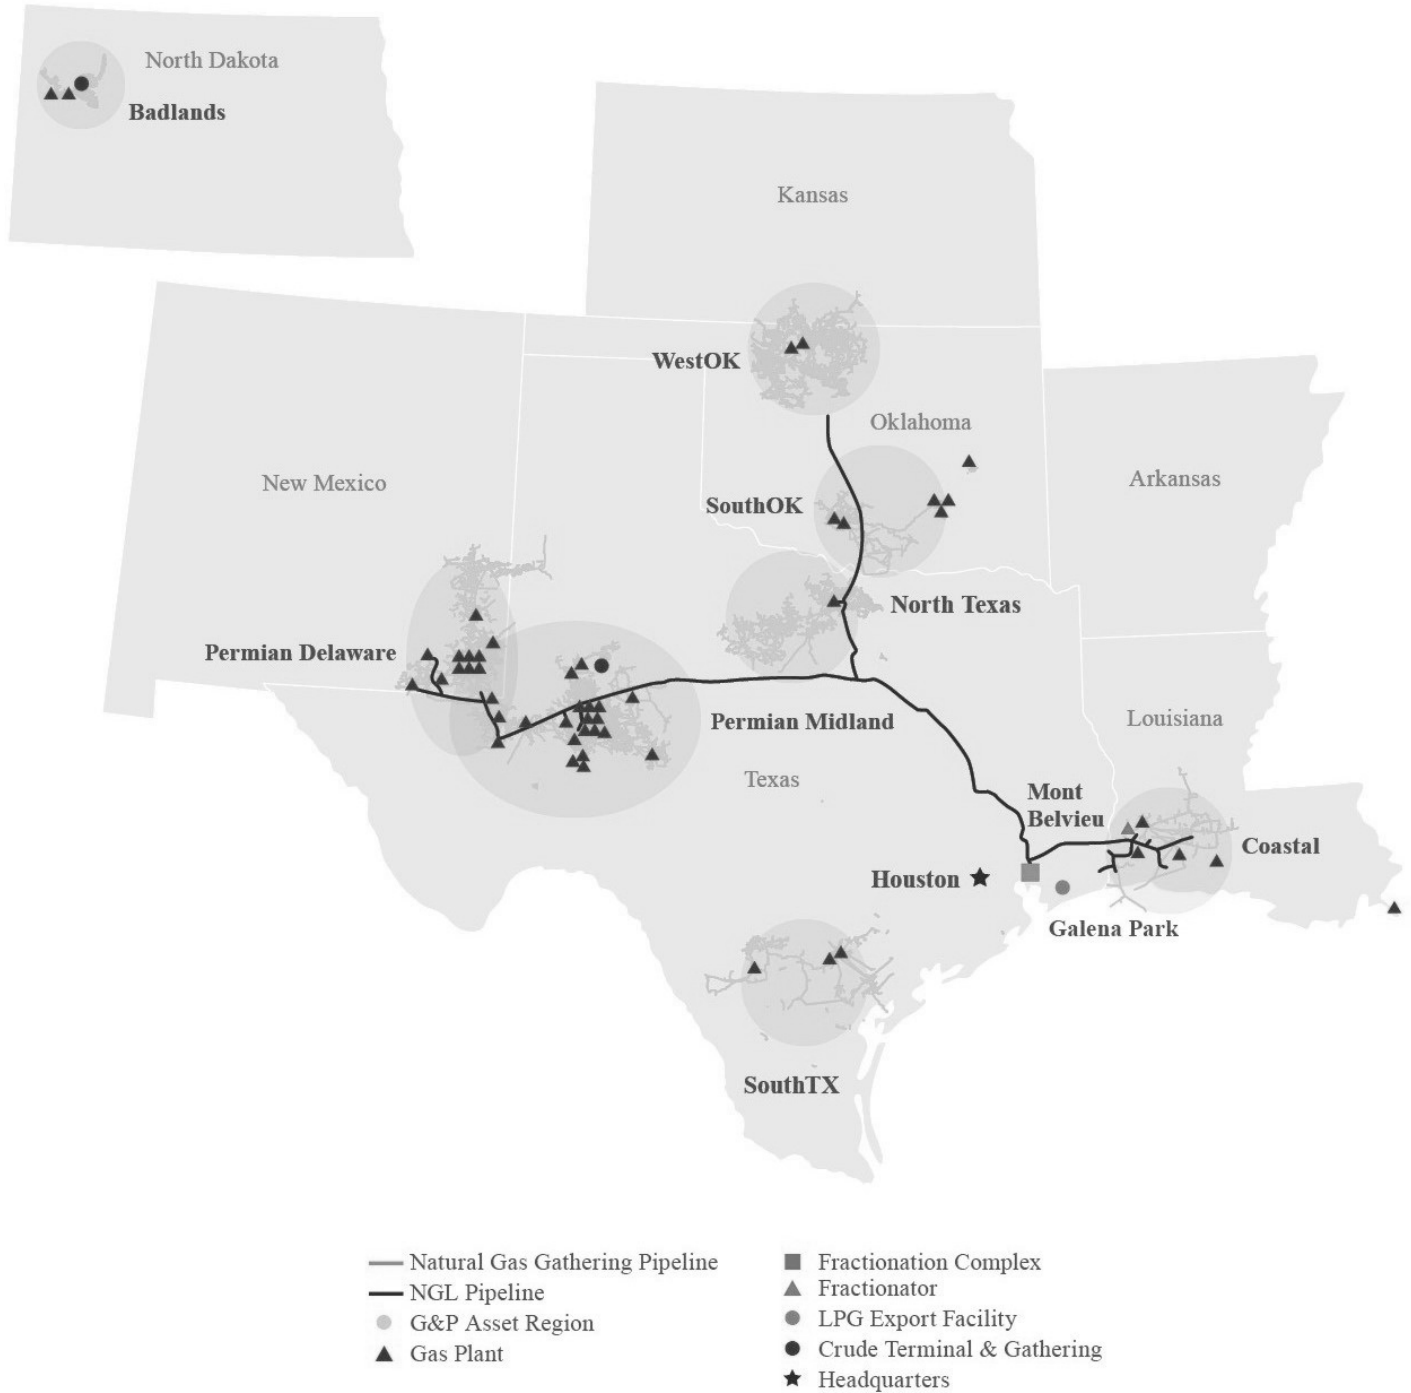 North Dakota
Badlands
Kansas
WestOK
Oklahoma
New Mexico
Arkansas
SouthOK
North Texas
Permian Delaware
Permian Midland
Louisiana
Texas
Mont
Belvieu
Coastal
Houston
Galena Park
SouthTX
Natural Gas Gathering Pipeline
NGL Pipeline
G&P Asset Region
Gas Plant
Fractionation Complex
Fractionator
LPG Export Facility
Crude Terminal & Gathering
Headquarters